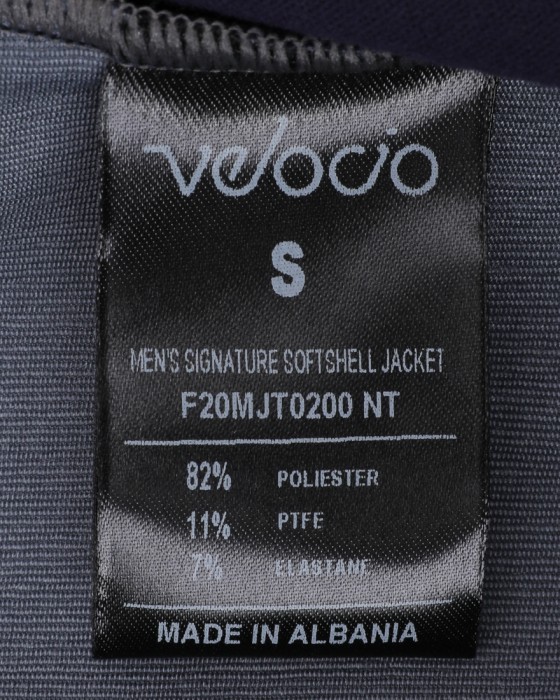 velocio
S
MEN'S SIGNATURE SOFTSHELL JACKET
F20MJT0200 NT
82% POLIESTER
11% PTFE
7% ELASTANE
MADE IN ALBANIA